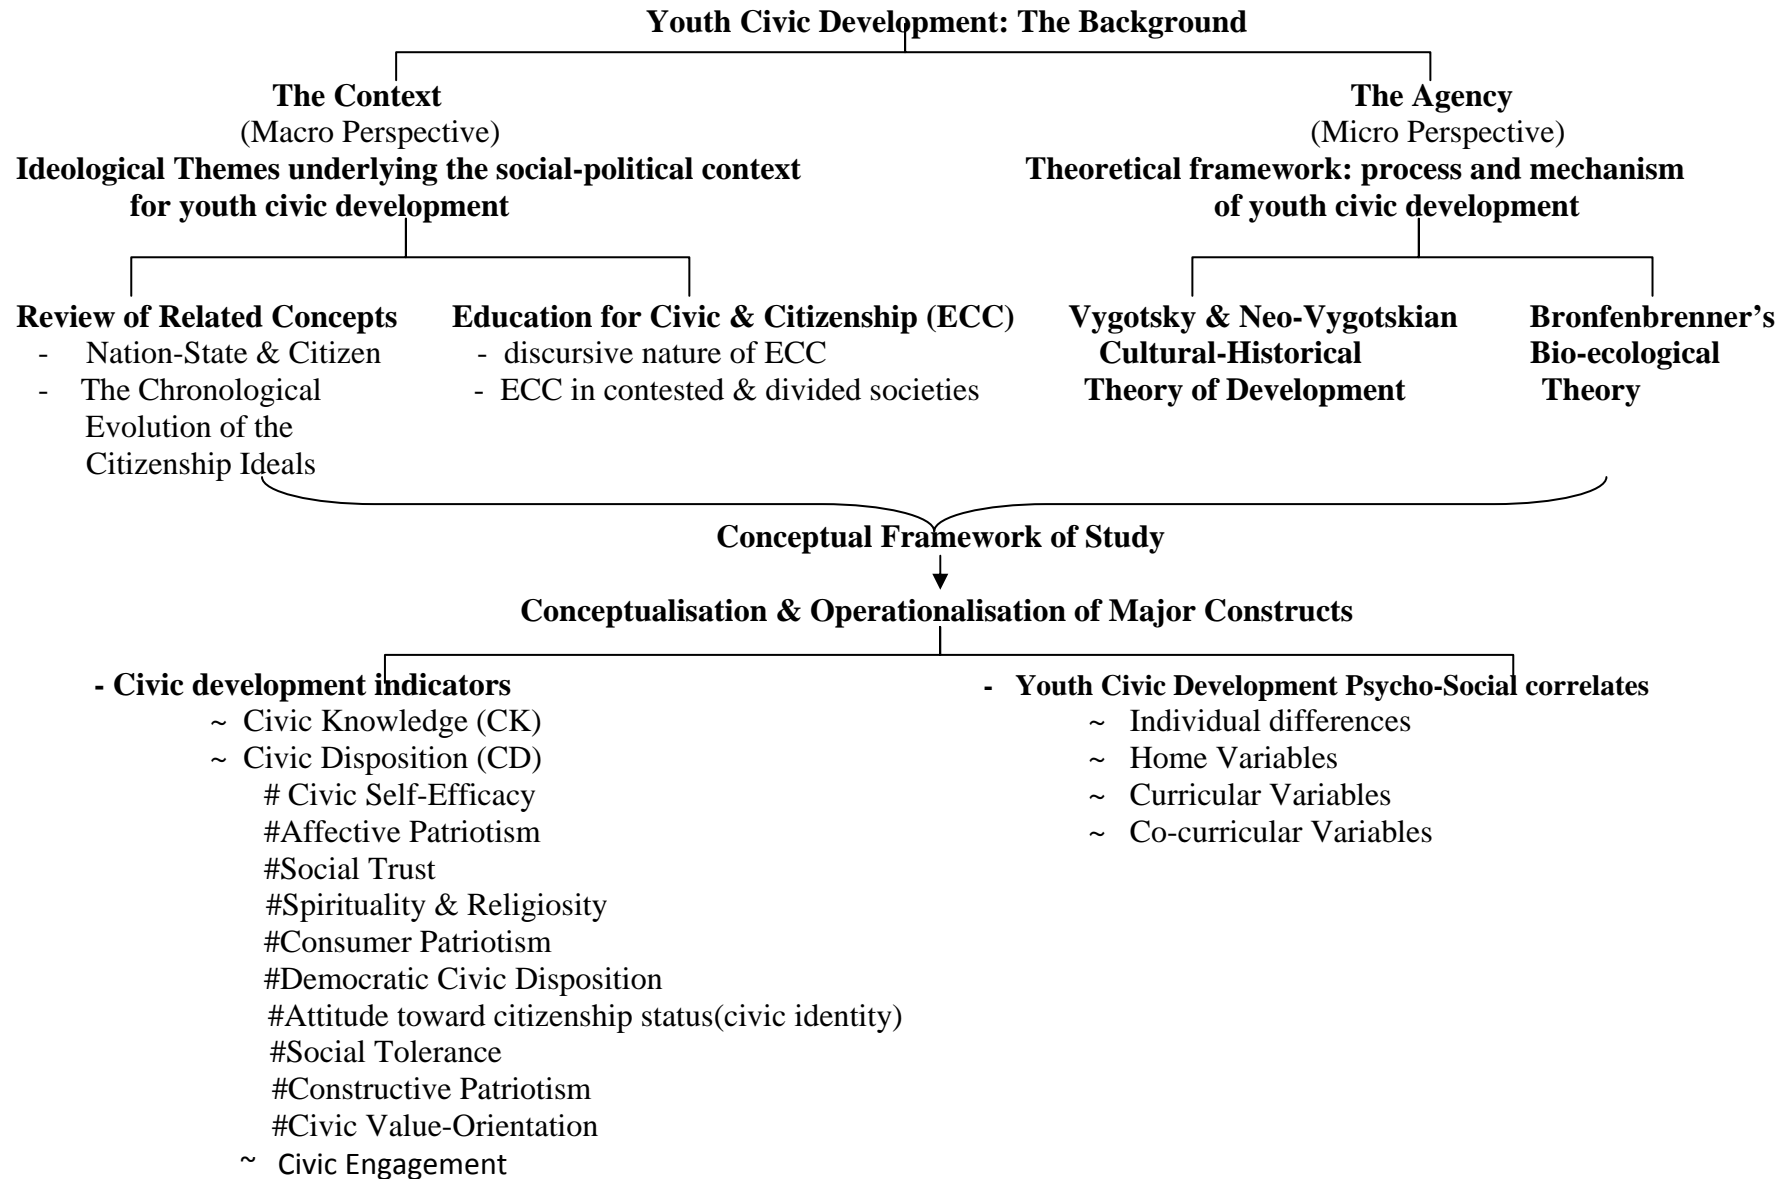 Youth Civic Development: The Background
The Context
(Macro Perspective)
Ideological Themes underlying the social-political context
for youth civic development
The Agency
(Micro Perspective)
Theoretical framework: process and mechanism
of youth civic development
Review of Related Concepts
- Nation-State & Citizen
- The Chronological
Evolution of the
Citizenship Ideals
Education for Civic & Citizenship (ECC)
- discursive nature of ECC
- ECC in contested & divided societies
Vygotsky & Neo-Vygotskian
Cultural-Historical
Theory of Development
Bronfenbrenner’s
Bio-ecological
Theory
Conceptual Framework of Study
Conceptualisation & Operationalisation of Major Constructs
- Civic development indicators
~ Civic Knowledge (CK)
~ Civic Disposition (CD)
# Civic Self-Efficacy
#Affective Patriotism
#Social Trust
#Spirituality & Religiosity
#Consumer Patriotism
#Democratic Civic Disposition
#Attitude toward citizenship status(civic identity)
#Social Tolerance
#Constructive Patriotism
#Civic Value-Orientation
~ Civic Engagement
- Youth Civic Development Psycho-Social correlates
~ Individual differences
~ Home Variables
~ Curricular Variables
~ Co-curricular Variables